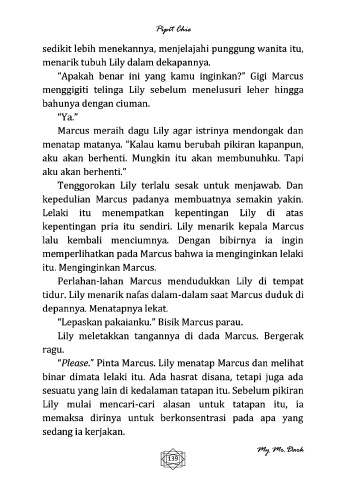 Pipit Chie
sedikit lebih menekannya, menjelajahi punggung wanita itu,
menarik tubuh Lily dalam dekapannya.
"Apakah benar ini yang kamu inginkan?" Gigi Marcus
menggigiti telinga Lily sebelum menelusuri leher hingga
bahunya dengan ciuman.
"Ya."
Marcus meraih dagu Lily agar istrinya mendongak dan
menatap matanya. "Kalau kamu berubah pikiran kapanpun,
aku akan berhenti. Mungkin itu akan membunuhku. Tapi
aku akan berhenti."
Tenggorokan Lily terlalu sesak untuk menjawab. Dan
kepedulian Marcus padanya membuatnya semakin yakin.
Lelaki itu menempatkan kepentingan Lily di atas
kepentingan pria itu sendiri. Lily menarik kepala Marcus
lalu kembali menciumnya. Dengan bibirnya ia ingin
memperlihatkan pada Marcus bahwa ia menginginkan lelaki
itu. Menginginkan Marcus.
Perlahan-lahan Marcus mendudukkan Lily di tempat
tidur. Lily menarik nafas dalam-dalam saat Marcus duduk di
depannya. Menatapnya lekat.
"Lepaskan pakaianku." Bisik Marcus parau.
Lily meletakkan tangannya di dada Marcus. Bergerak
ragu.
"Please." Pinta Marcus. Lily menatap Marcus dan melihat
binar dimata lelaki itu. Ada hasrat disana, tetapi juga ada
sesuatu yang lain di kedalaman tatapan itu. Sebelum pikiran
Lily mulai mencari-cari alasan untuk tatapan itu, ia
memaksa dirinya untuk berkonsentrasi pada apa yang
sedang ia kerjakan.
139
My Mr. Dark